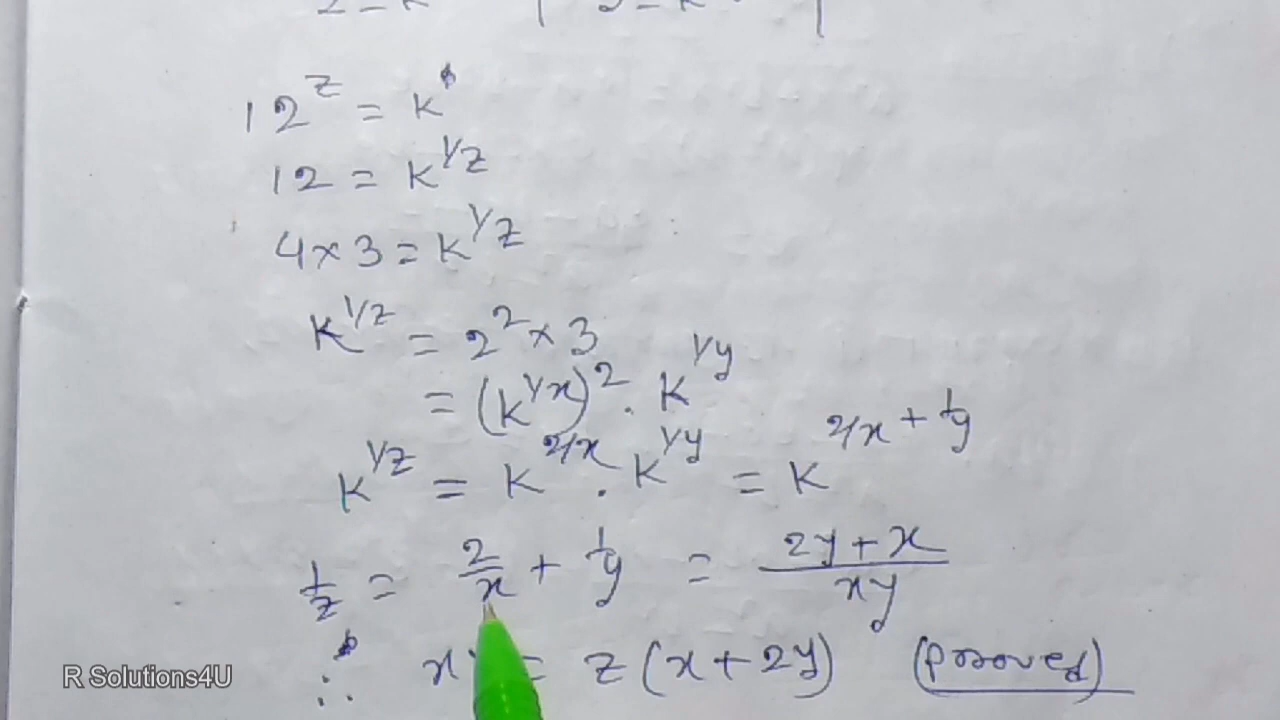 12^z = k
12 = k^1/z
4×3 = k^1/z
k^1/z = 2^2 × 3
= (k^1/x)^2 . k^1/y
k^1/z = k^2/x . k^1/y = k^2/x + 1/y
1/z = 2/x + 1/y = (2y + x)/xy
∴ = z(x + 2y) (proved)
R Solutions4U